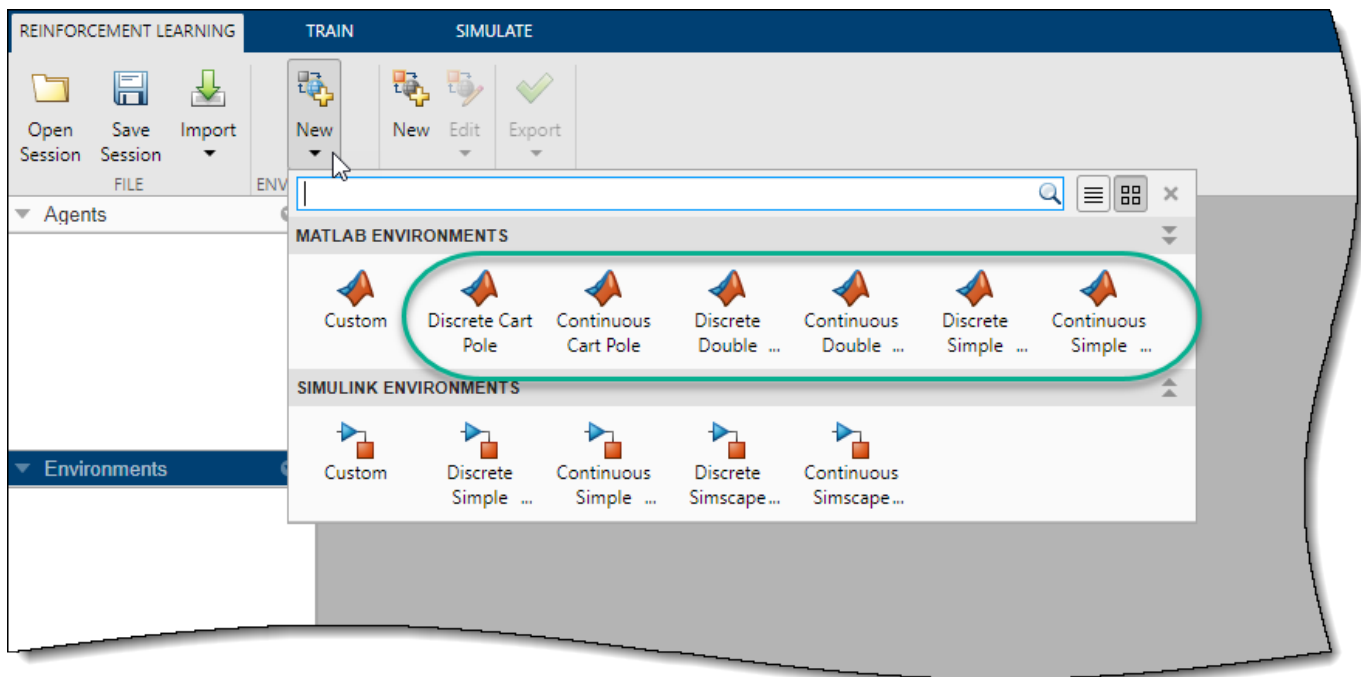 REINFORCEMENT LEARNING TRAIN SIMULATE
Open Save Import New New Edit Export
Session Session
FILE ENV
Agents
MATLAB ENVIRONMENTS
Custom Discrete Cart Continuous Discrete Continuous Discrete Continuous
Pole Cart Pole Double ... Double ... Simple ... Simple ...
SIMULINK ENVIRONMENTS
Environments
Custom Discrete Continuous Discrete Continuous
Simple ... Simple ... Simscape... Simscape...